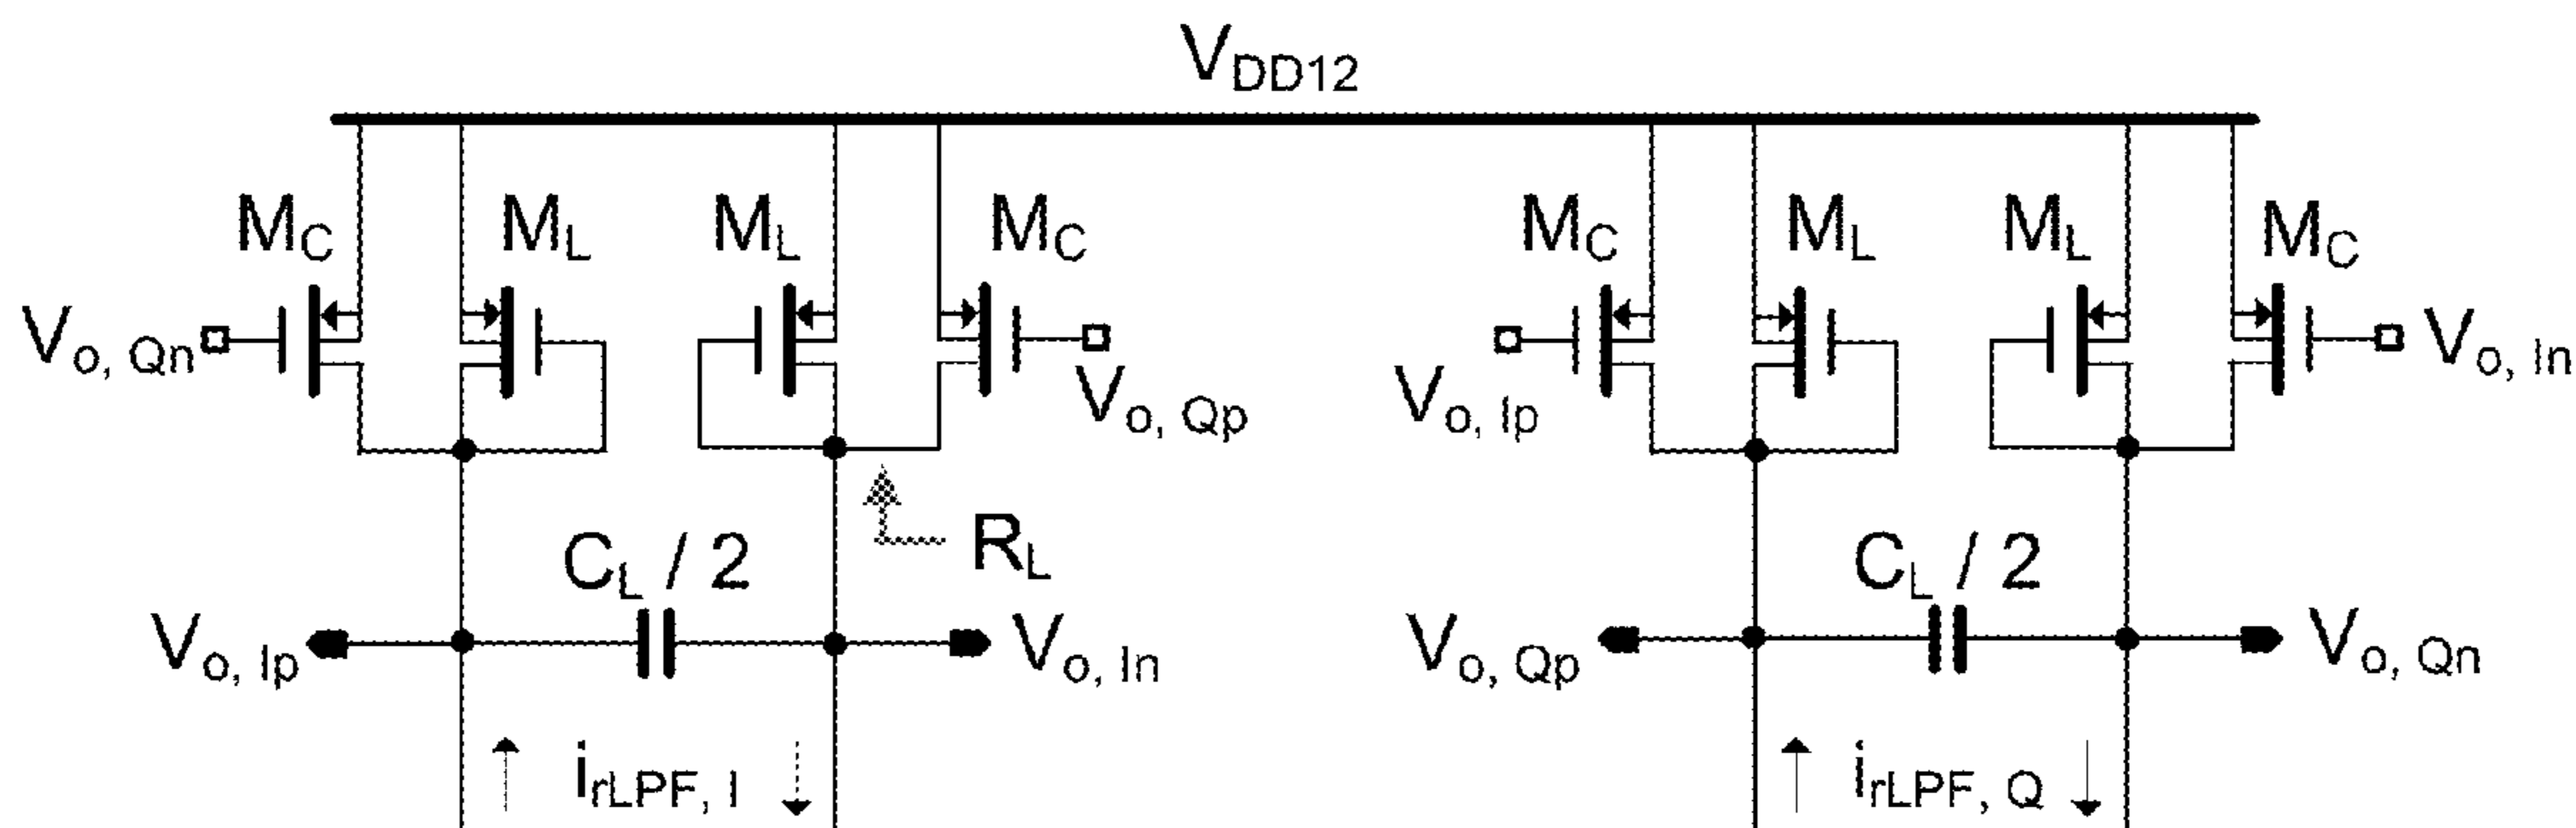 VDD12
MC ML ML MC MC ML ML MC
Vo, Qn Vo, Qp Vo, Ip Vo, In
CL / 2 RL CL / 2
Vo, Ip Vo, In Vo, Qp Vo, Qn
irLPF, I irLPF, Q